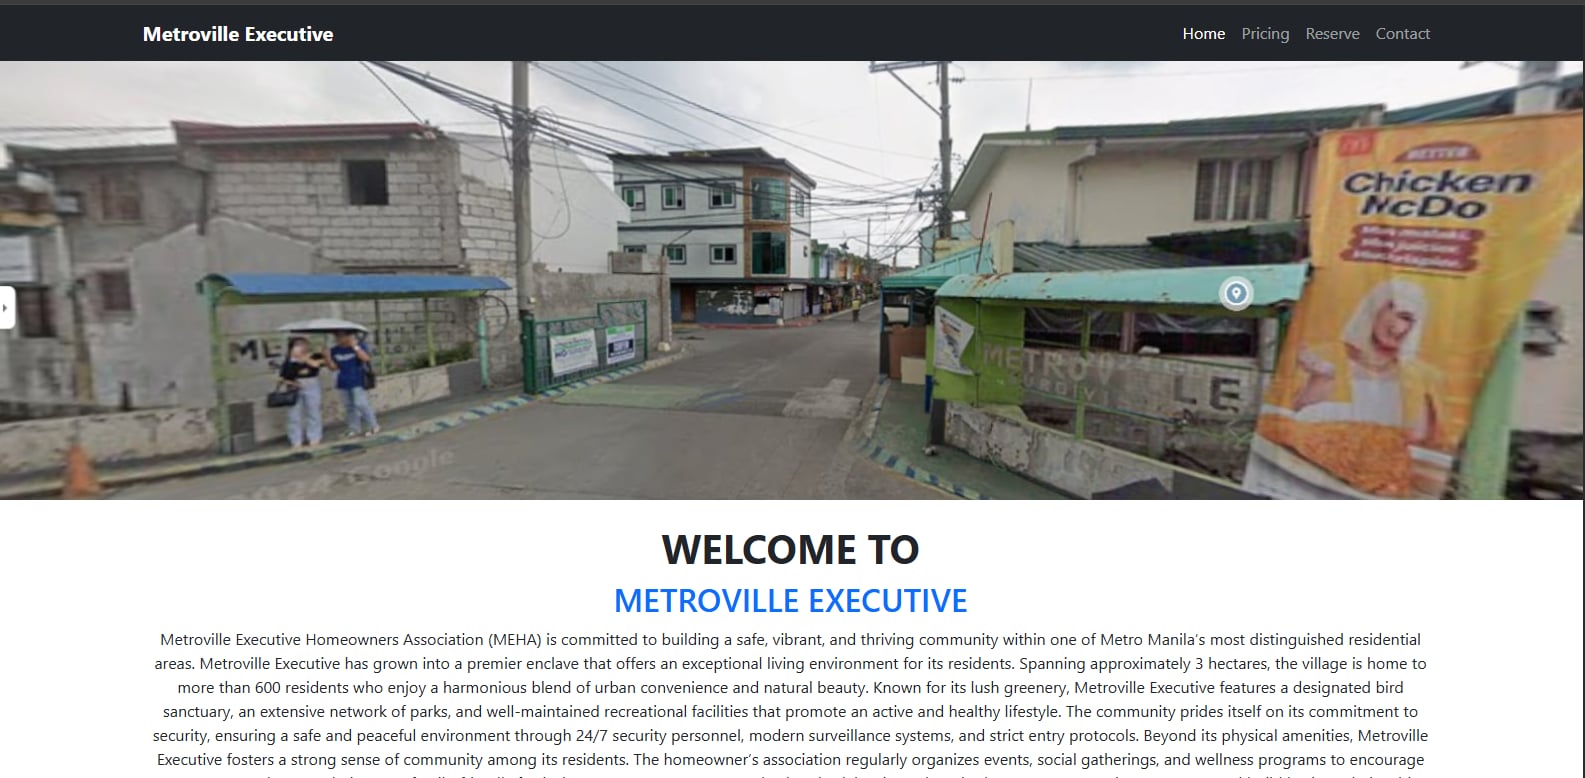 Metroville Executive
Home Pricing Reserve Contact
BETTER
Chicken
McDo
METROVILLE
Google
WELCOME TO
METROVILLE EXECUTIVE
Metroville Executive Homeowners Association (MEHA) is committed to building a safe, vibrant, and thriving community within one of Metro Manila's most distinguished residential
areas. Metroville Executive has grown into a premier enclave that offers an exceptional living environment for its residents. Spanning approximately 3 hectares, the village is home to
more than 600 residents who enjoy a harmonious blend of urban convenience and natural beauty. Known for its lush greenery, Metroville Executive features a designated bird
sanctuary, an extensive network of parks, and well-maintained recreational facilities that promote an active and healthy lifestyle. The community prides itself on its commitment to
security, ensuring a safe and peaceful environment through 24/7 security personnel, modern surveillance systems, and strict entry protocols. Beyond its physical amenities, Metroville
Executive fosters a strong sense of community among its residents. The homeowner's association regularly organizes events, social gatherings, and wellness programs to encourage